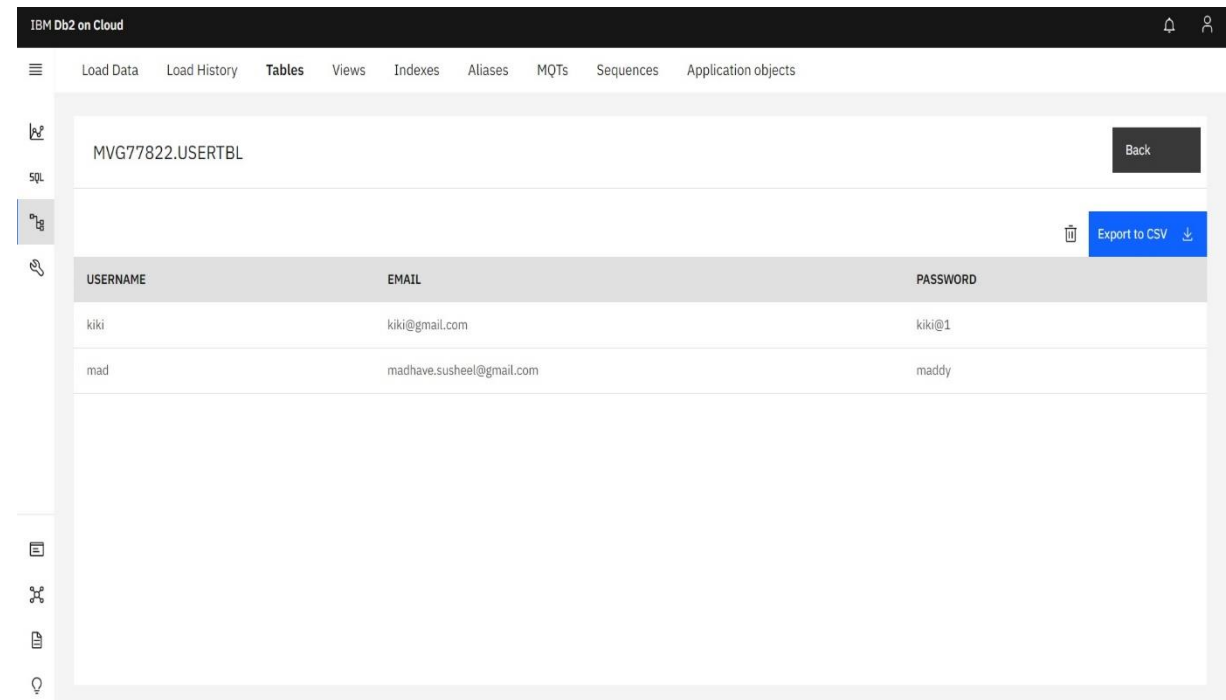 IBM Db2 on Cloud
Load Data Load History Tables Views Indexes Aliases MQTs Sequences Application objects
MVG77822.USERTBL
Back
SQL
Export to CSV
USERNAME EMAIL PASSWORD
kiki kiki@gmail.com kiki@1
mad madhave.susheel@gmail.com maddy